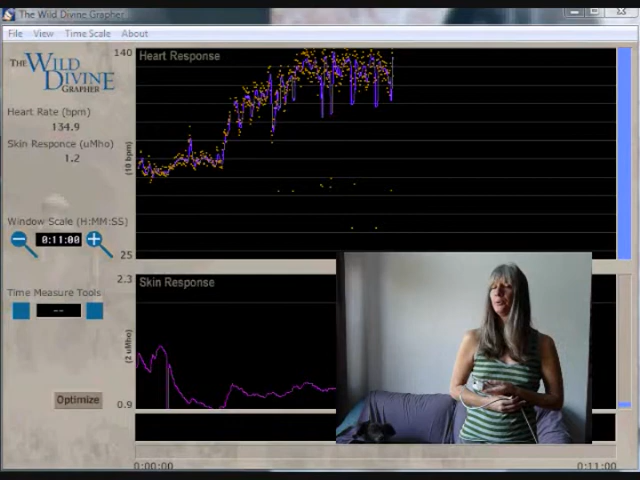 The Wild Divine Grapher
File View Time Scale About
THE WILD DIVINE GRAPHER
Heart Rate (bpm)
134.9
Skin Responce (uMho)
1.2
Window Scale (H:MM:SS)
0:11:00
Time Measure Tools
--
Optimize
140
Heart Response
(10 bpm)
25
2.3
Skin Response
(2 uMho)
0.9
0:00:00
0:11:00